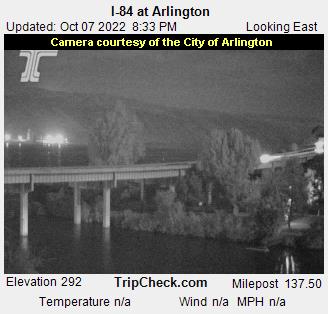 I-84 at Arlington
Updated: Oct 07 2022 8:33 PM Looking East
Camera courtesy of the City of Arlington
Elevation 292 TripCheck.com Milepost 137.50
Temperature n/a Wind n/a MPH n/a